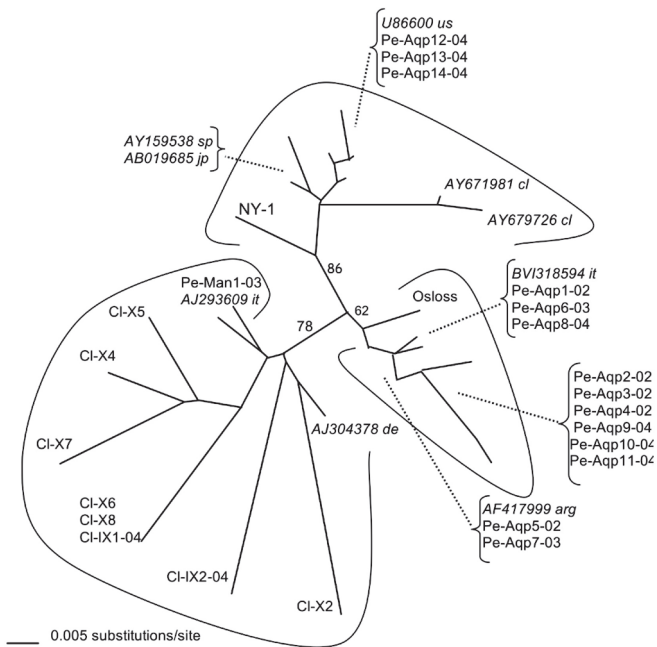 U86600 us
Pe-Aqp12-04
Pe-Aqp13-04
Pe-Aqp14-04
AY159538 sp
AB019685 jp
AY671981 cl
AY679726 cl
NY-1
86
BVI318594 it
Pe-Aqp1-02
Pe-Aqp6-03
Pe-Aqp8-04
Pe-Man1-03
AJ293609 it
Osloss
62
78
Cl-X5
Cl-X4
Pe-Aqp2-02
Pe-Aqp3-02
Pe-Aqp4-02
Pe-Aqp9-04
Pe-Aqp10-04
Pe-Aqp11-04
AJ304378 de
Cl-X7
Cl-X6
Cl-X8
Cl-IX1-04
AF417999 arg
Pe-Aqp5-02
Pe-Aqp7-03
Cl-IX2-04
Cl-X2
0.005 substitutions/site